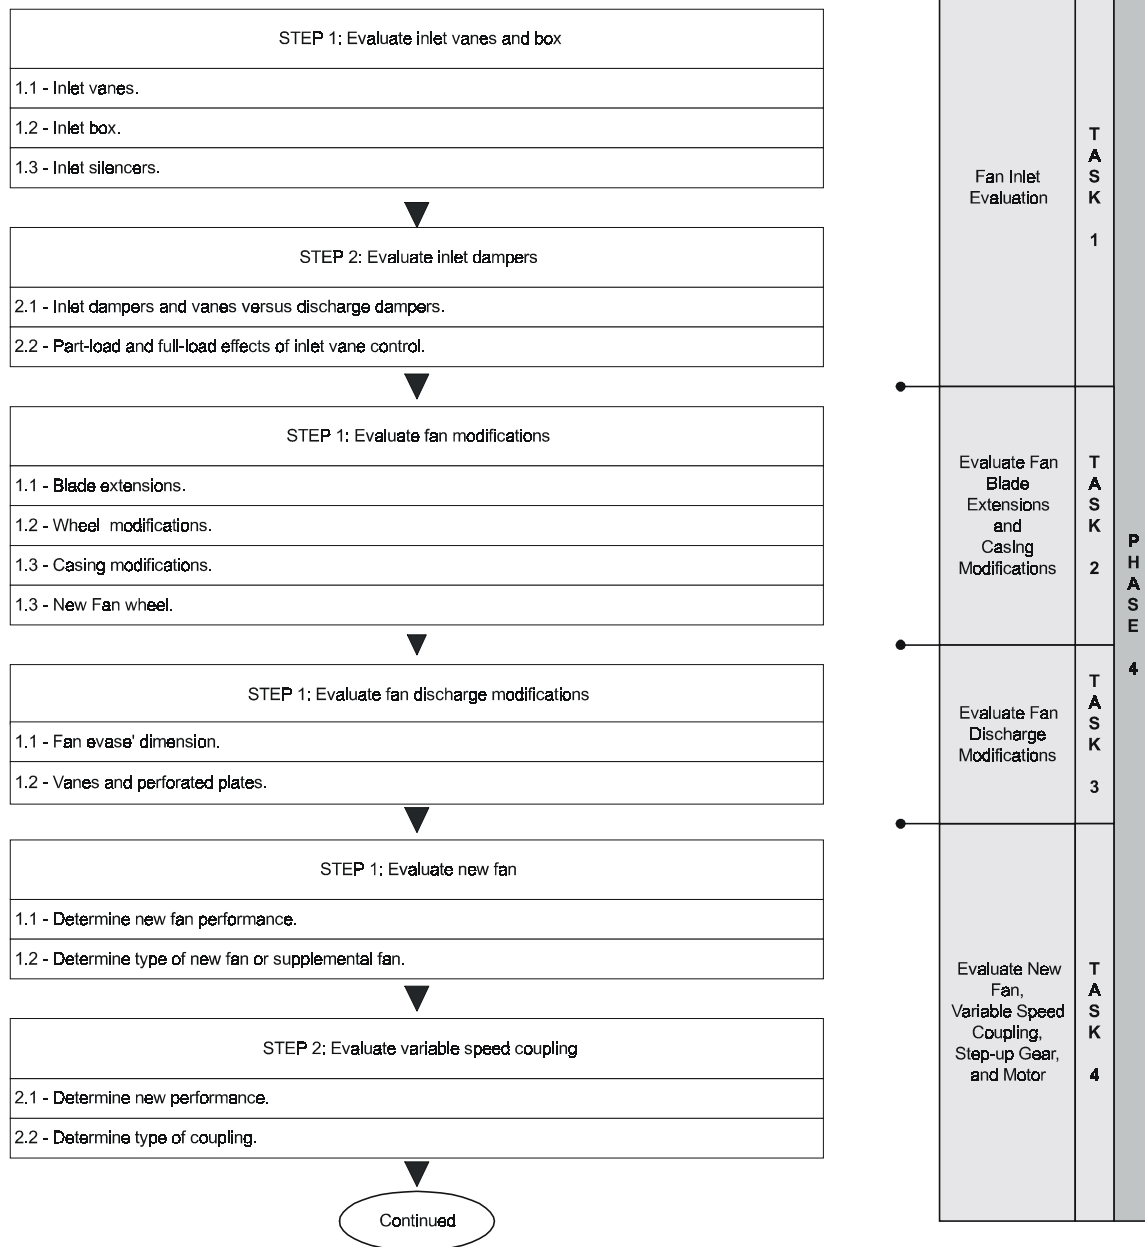 STEP 1: Evaluate inlet vanes and box
1.1 - Inlet vanes.
1.2 - Inlet box.
1.3 - Inlet silencers.
STEP 2: Evaluate inlet dampers
2.1 - Inlet dampers and vanes versus discharge dampers.
2.2 - Part-load and full-load effects of inlet vane control.
STEP 1: Evaluate fan modifications
1.1 - Blade extensions.
1.2 - Wheel modifications.
1.3 - Casing modifications.
1.3 - New Fan wheel.
STEP 1: Evaluate fan discharge modifications
1.1 - Fan evase' dimension.
1.2 - Vanes and perforated plates.
STEP 1: Evaluate new fan
1.1 - Determine new fan performance.
1.2 - Determine type of new fan or supplemental fan.
STEP 2: Evaluate variable speed coupling
2.1 - Determine new performance.
2.2 - Determine type of coupling.
Continued
Fan Inlet
Evaluation
TASK 1
Evaluate Fan
Blade
Extensions
and
Casing
Modifications
TASK 2
Evaluate Fan
Discharge
Modifications
TASK 3
Evaluate New
Fan,
Variable Speed
Coupling,
Step-up Gear,
and Motor
TASK 4
PHASE 4